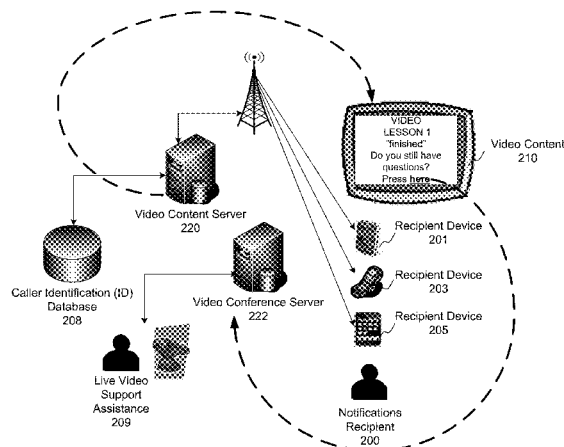 VIDEO
LESSON 1
"finished"
Do you still have
questions?
Press here
Video Content
210
Video Content Server
220
Recipient Device
201
Recipient Device
203
Recipient Device
205
Caller Identification (ID)
Database
208
Video Conference Server
222
Live Video
Support
Assistance
209
Notifications
Recipient
200